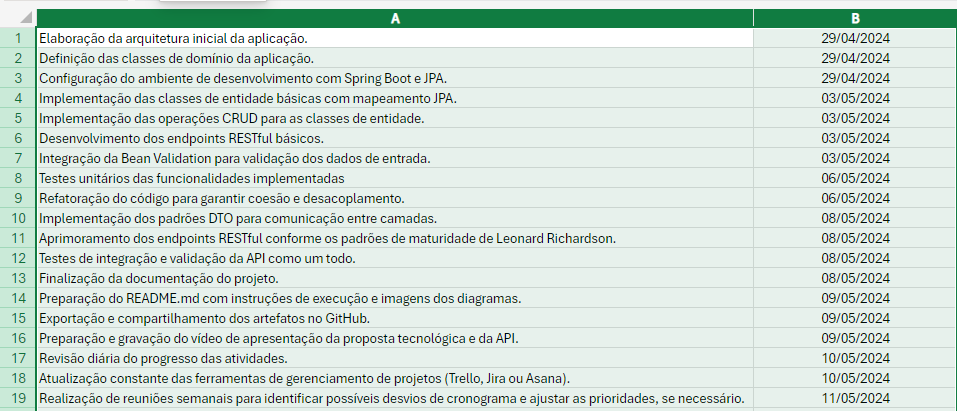 A B
1 Elaboração da arquitetura inicial da aplicação. 29/04/2024
2 Definição das classes de domínio da aplicação. 29/04/2024
3 Configuração do ambiente de desenvolvimento com Spring Boot e JPA. 29/04/2024
4 Implementação das classes de entidade básicas com mapeamento JPA. 03/05/2024
5 Implementação das operações CRUD para as classes de entidade. 03/05/2024
6 Desenvolvimento dos endpoints RESTful básicos. 03/05/2024
7 Integração da Bean Validation para validação dos dados de entrada. 03/05/2024
8 Testes unitários das funcionalidades implementadas 06/05/2024
9 Refatoração do código para garantir coesão e desacoplamento. 06/05/2024
10 Implementação dos padrões DTO para comunicação entre camadas. 08/05/2024
11 Aprimoramento dos endpoints RESTful conforme os padrões de maturidade de Leonard Richardson. 08/05/2024
12 Testes de integração e validação da API como um todo. 08/05/2024
13 Finalização da documentação do projeto. 08/05/2024
14 Preparação do README.md com instruções de execução e imagens dos diagramas. 09/05/2024
15 Exportação e compartilhamento dos artefatos no GitHub. 09/05/2024
16 Preparação e gravação do vídeo de apresentação da proposta tecnológica e da API. 09/05/2024
17 Revisão diária do progresso das atividades. 10/05/2024
18 Atualização constante das ferramentas de gerenciamento de projetos (Trello, Jira ou Asana). 10/05/2024
19 Realização de reuniões semanais para identificar possíveis desvios de cronograma e ajustar as prioridades, se necessário. 11/05/2024